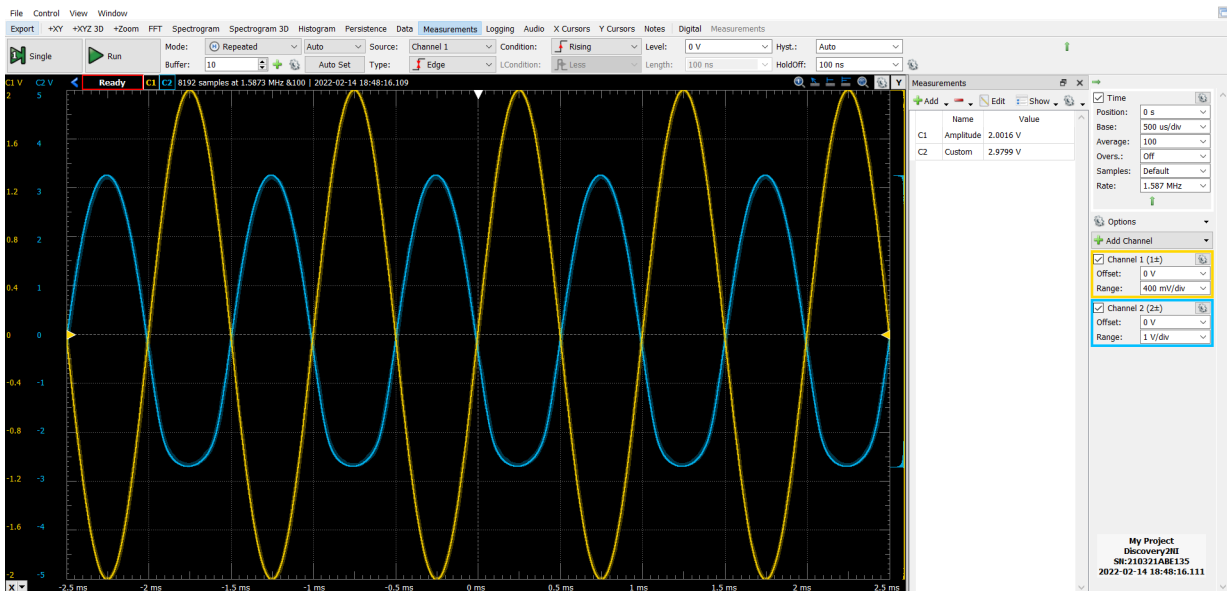 File Control View Window
Export +XY +XYZ 3D +Zoom FFT Spectrogram Spectrogram 3D Histogram Persistence Data Measurements Logging Audio X Cursors Y Cursors Notes Digital Measurements
Single Run Mode: Repeated Auto Source: Channel 1 Condition: Rising Level: 0 V Hyst.: Auto
Buffer: 10 Auto Set Type: Edge LCondition: Less Length: 100 ns HoldOff: 100 ns
C1 V C2 V Ready C1 C2 8192 samples at 1.5873 MHz &100 | 2022-02-14 18:48:16.109 Y
2 5
1.6 4
1.2 3
0.8 2
0.4 1
0 0
-0.4 -1
-0.8 -2
-1.2 -3
-1.6 -4
-2 -5
X -2.5 ms -2 ms -1.5 ms -1 ms -0.5 ms 0 ms 0.5 ms 1 ms 1.5 ms 2 ms 2.5 ms
Measurements
Add Edit Show
Name Value
C1 Amplitude 2.0016 V
C2 Custom 2.9799 V
Time
Position: 0 s
Base: 500 us/div
Average: 100
Overs.: Off
Samples: Default
Rate: 1.587 MHz
Options
Add Channel
Channel 1 (1±)
Offset: 0 V
Range: 400 mV/div
Channel 2 (2±)
Offset: 0 V
Range: 1 V/div
My Project
Discovery2NI
SN:210321ABE135
2022-02-14 18:48:16.111